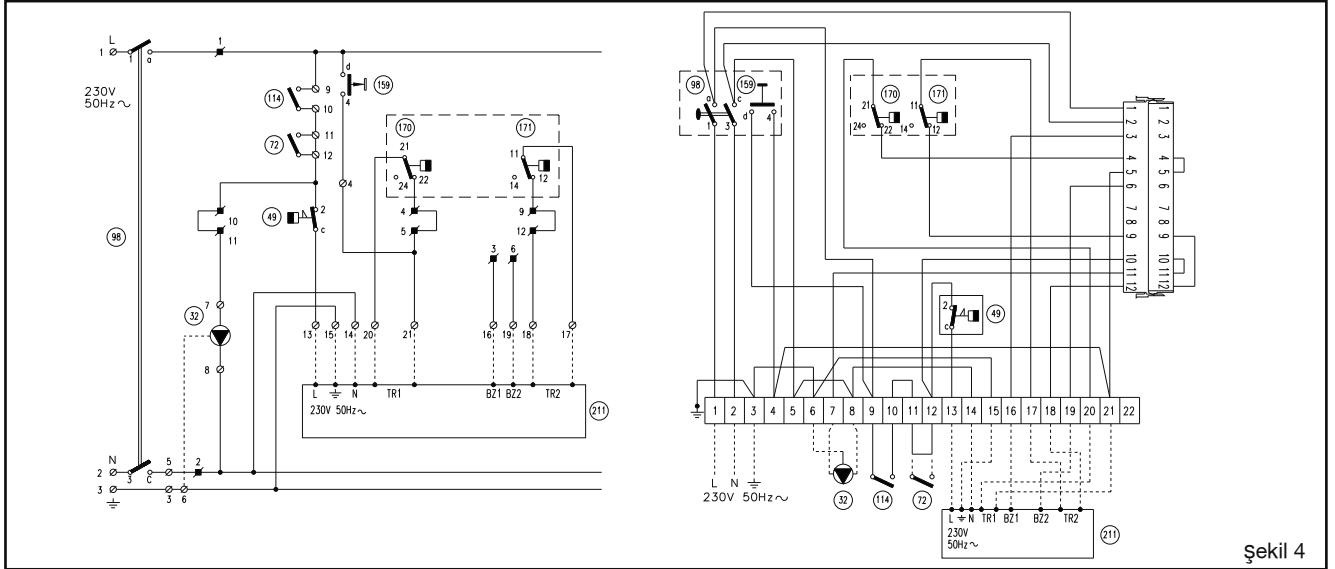 L
1
1 a
1
230V
50Hz ~
114
9
10
72
11
12
d
159
4
4
170
21
24 22
171
11
14 12
10
11
49
2
c
4
5
9
12
3 6
98
32
7
8
13 15 14 20 21 16 19 18 17
L N TR1 BZ1 BZ2 TR2
230V 50Hz ~
211
N
2
3 C
5 2
3
3 6
98 159
a c
d
1 3 4
170 171
21 11
24 22 14 12
1 1
2 2
3 3
4 4
5 5
6 6
7 7
8 8
9 9
10 10
11 11
12 12
2
c
49
1 2 3 4 5 6 7 8 9 10 11 12 13 14 15 16 17 18 19 20 21 22
L N
230V 50Hz ~
32 114 72
L N TR1 BZ1 BZ2 TR2
230V
50Hz ~
211
Şekil 4